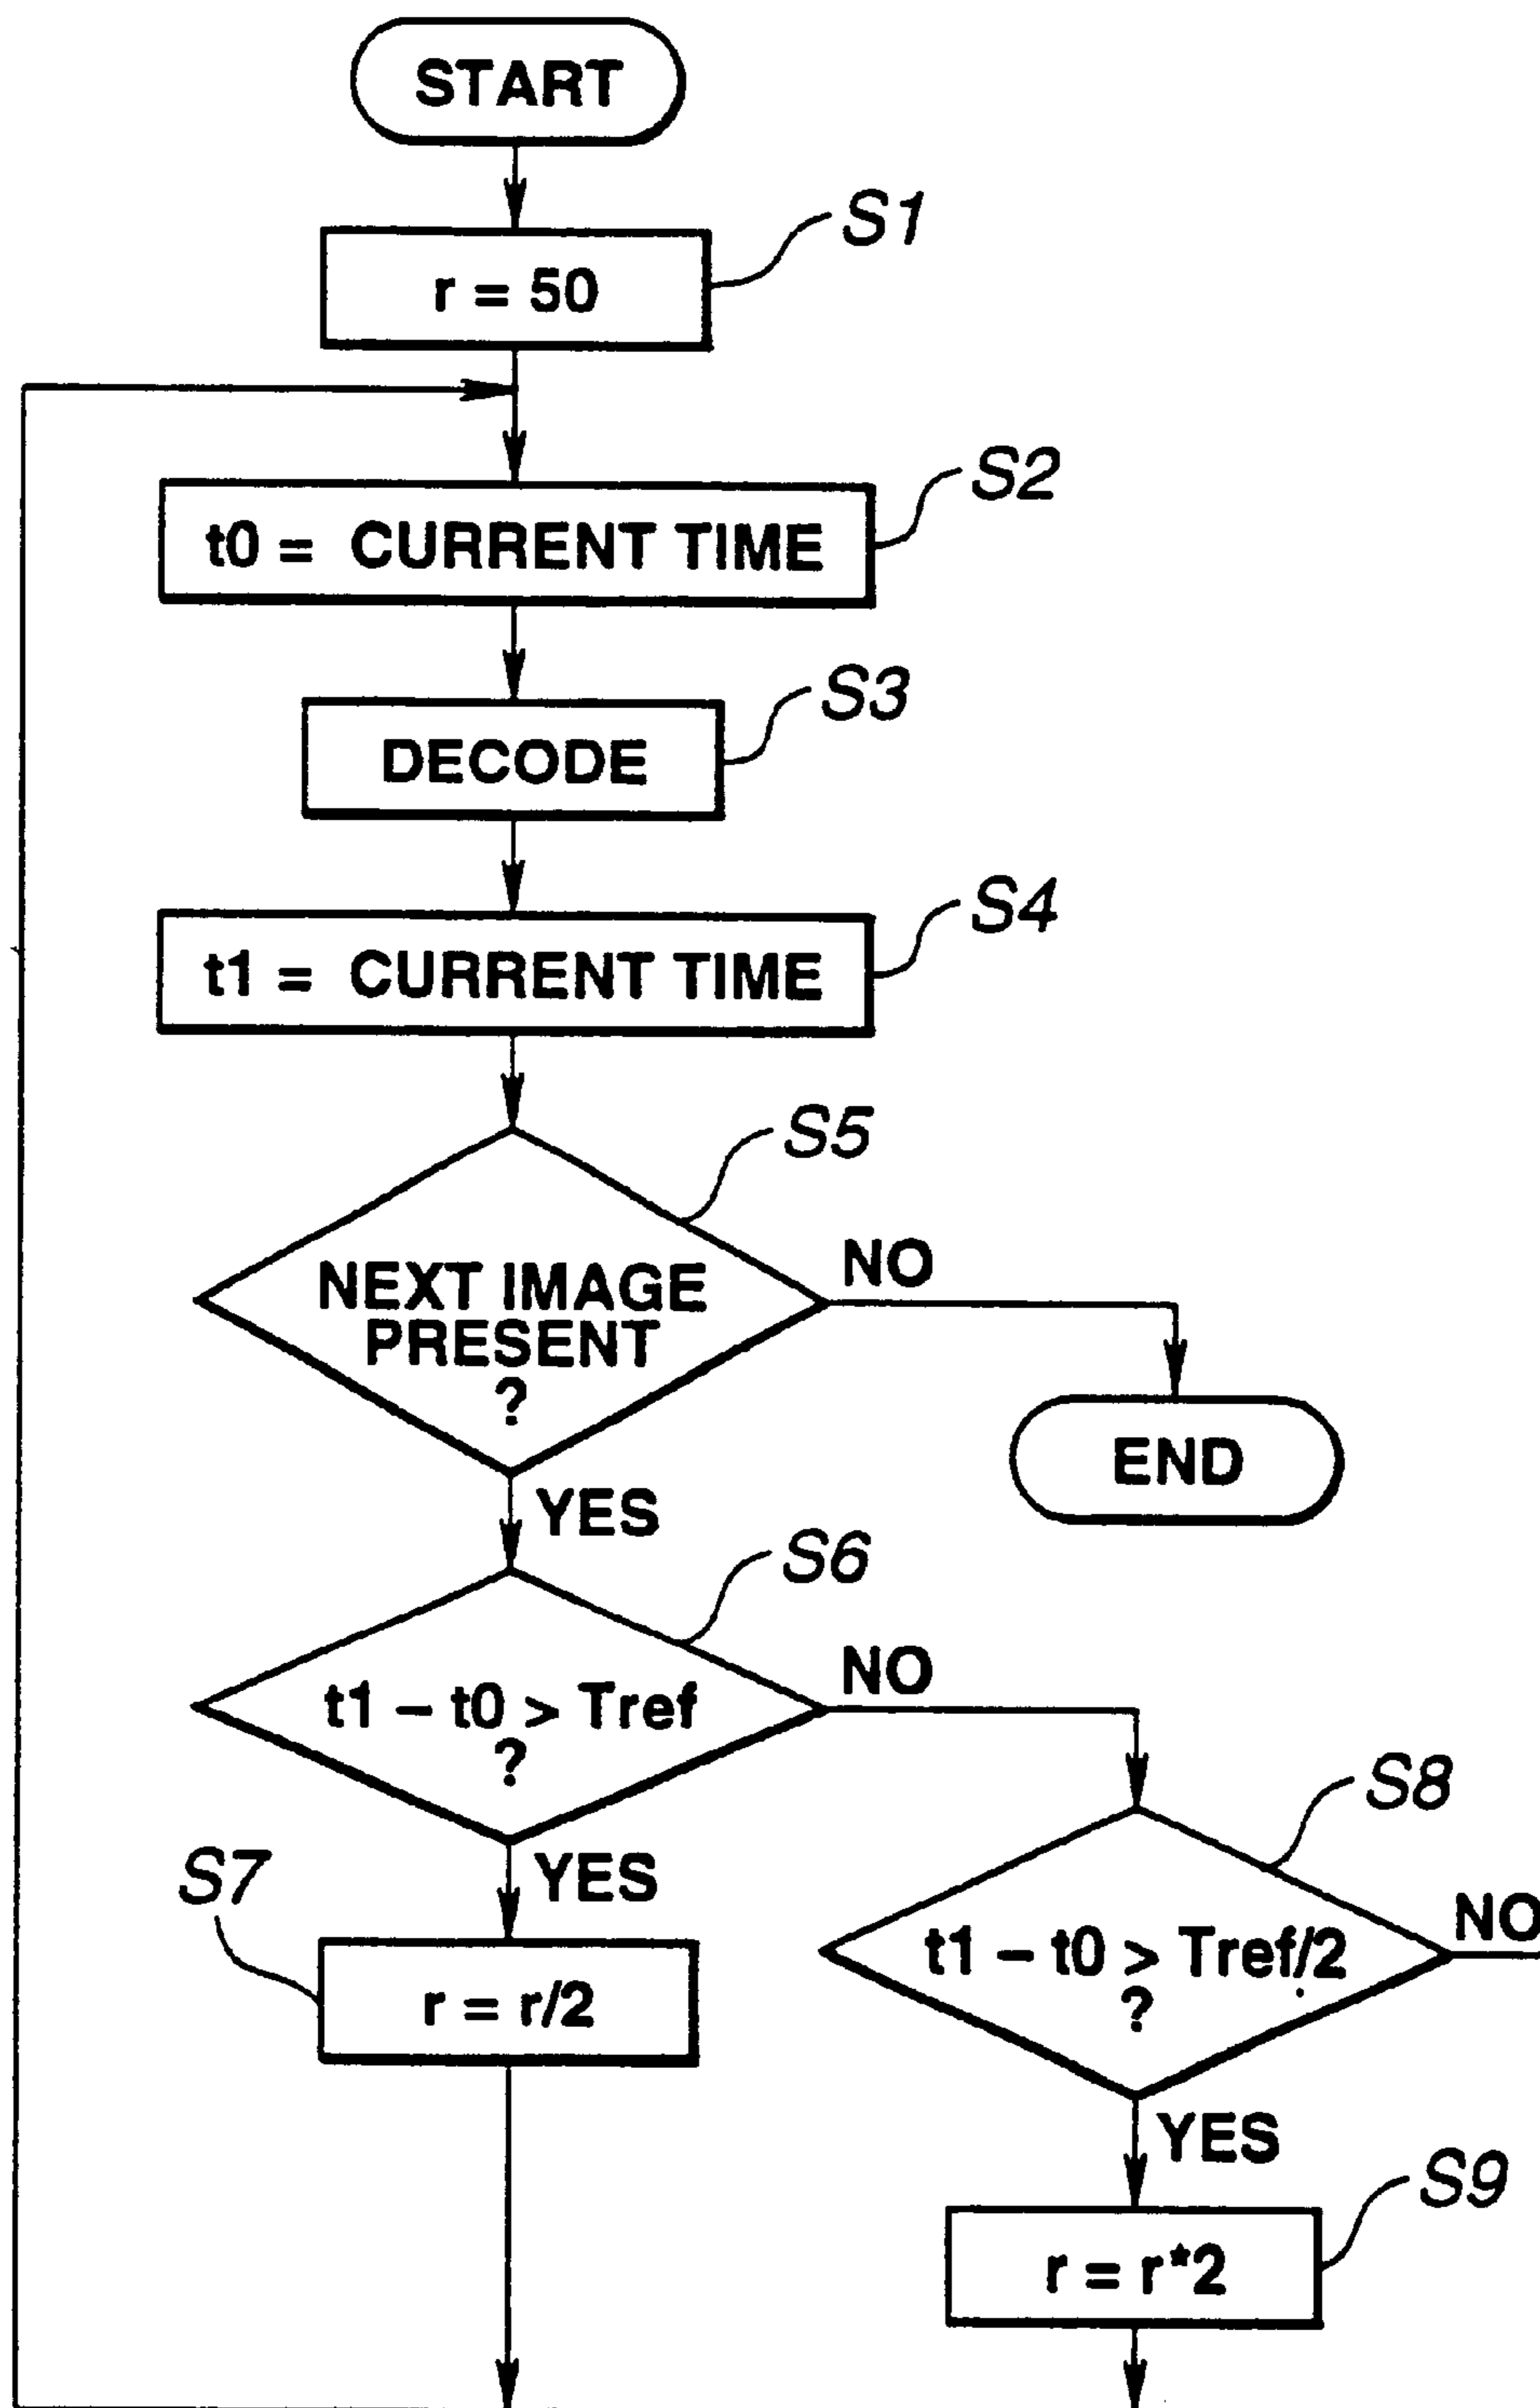 START
S1
r = 50
S2
t0 = CURRENT TIME
S3
DECODE
S4
t1 = CURRENT TIME
S5
NEXT IMAGE
PRESENT
?
NO
END
YES
S6
t1 – t0 > Tref
?
NO
S8
S7
YES
t1 – t0 > Tref/2
?
NO
r = r/2
YES
S9
r = r*2